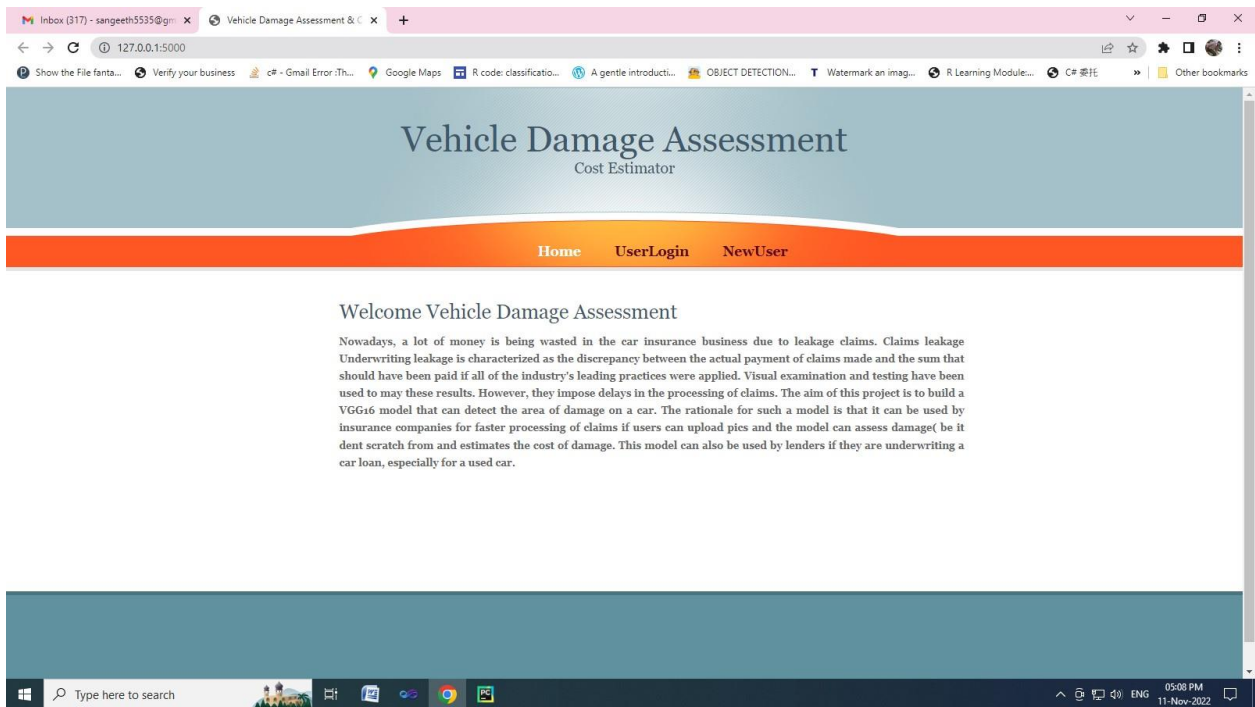 Inbox (317) - sangeeth5535@gm
Vehicle Damage Assessment & C
127.0.0.1:5000
Show the File fanta... Verify your business c# - Gmail Error :Th... Google Maps R code: classificatio... A gentle introducti... OBJECT DETECTION... Watermark an imag... R Learning Module:... C# 委托 » Other bookmarks
Vehicle Damage Assessment
Cost Estimator
Home UserLogin NewUser
Welcome Vehicle Damage Assessment
Nowadays, a lot of money is being wasted in the car insurance business due to leakage claims. Claims leakage
Underwriting leakage is characterized as the discrepancy between the actual payment of claims made and the sum that
should have been paid if all of the industry's leading practices were applied. Visual examination and testing have been
used to may these results. However, they impose delays in the processing of claims. The aim of this project is to build a
VGG16 model that can detect the area of damage on a car. The rationale for such a model is that it can be used by
insurance companies for faster processing of claims if users can upload pics and the model can assess damage( be it
dent scratch from and estimates the cost of damage. This model can also be used by lenders if they are underwriting a
car loan, especially for a used car.
Type here to search
PC
ENG
05:08 PM
11-Nov-2022